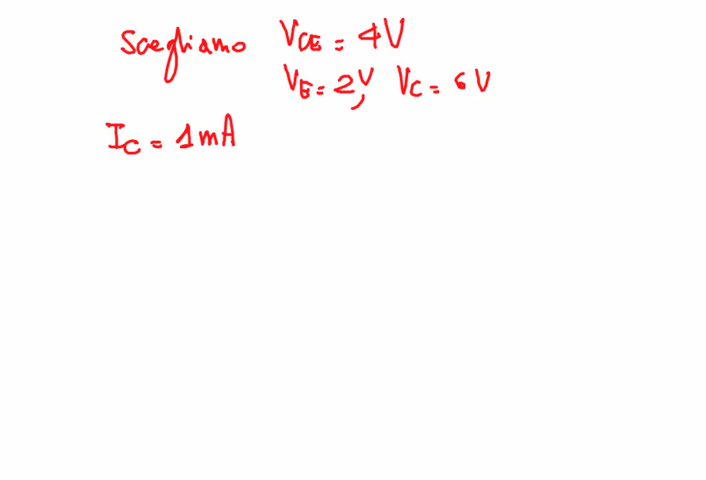 Scegliamo V_CE = 4V
V_E = 2V, V_C = 6V
I_C = 1mA